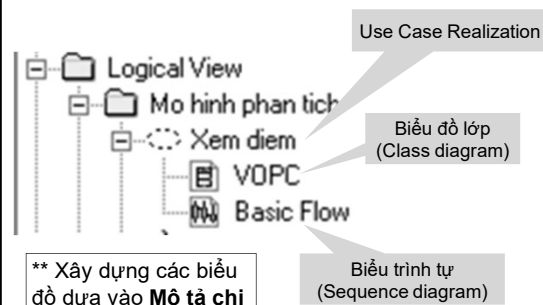 Use Case Realization
Logical View
Mo hinh phan tich
Xem diem
Biểu đồ lớp
(Class diagram)
VOPC
Basic Flow
** Xây dựng các biểu
đồ dựa vào Mô tả chi
Biểu trình tự
(Sequence diagram)